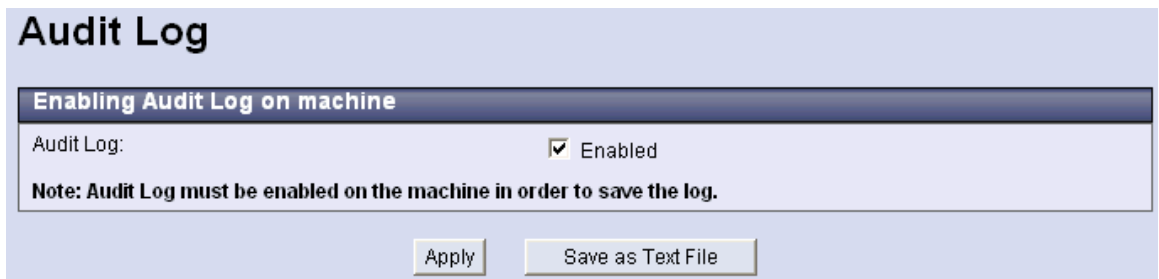 Audit Log
Enabling Audit Log on machine
Audit Log: Enabled
Note: Audit Log must be enabled on the machine in order to save the log.
Apply Save as Text File